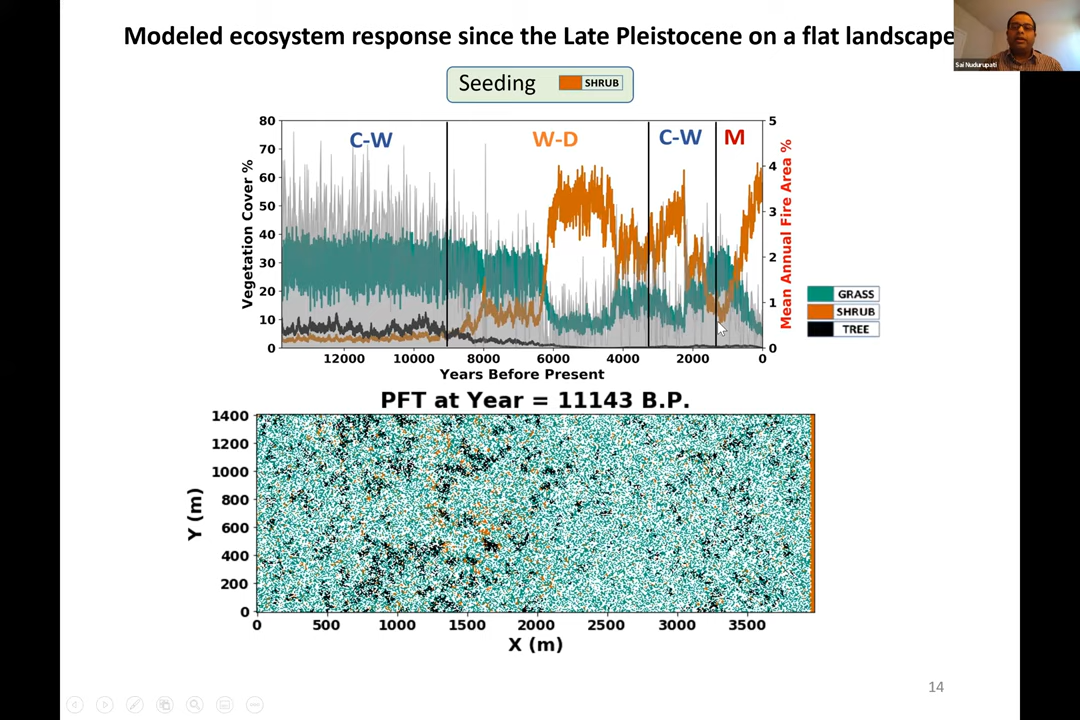 Modeled ecosystem response since the Late Pleistocene on a flat landscape
Sai Nudurupati
Seeding SHRUB
80
70
60
50
40
30
20
10
0
Vegetation Cover %
C-W
W-D
C-W
M
5
4
3
2
1
0
Mean Annual Fire Area %
12000 10000 8000 6000 4000 2000 0
Years Before Present
GRASS
SHRUB
TREE
PFT at Year = 11143 B.P.
1400
1200
1000
800
600
400
200
0
Y (m)
0 500 1000 1500 2000 2500 3000 3500
X (m)
14